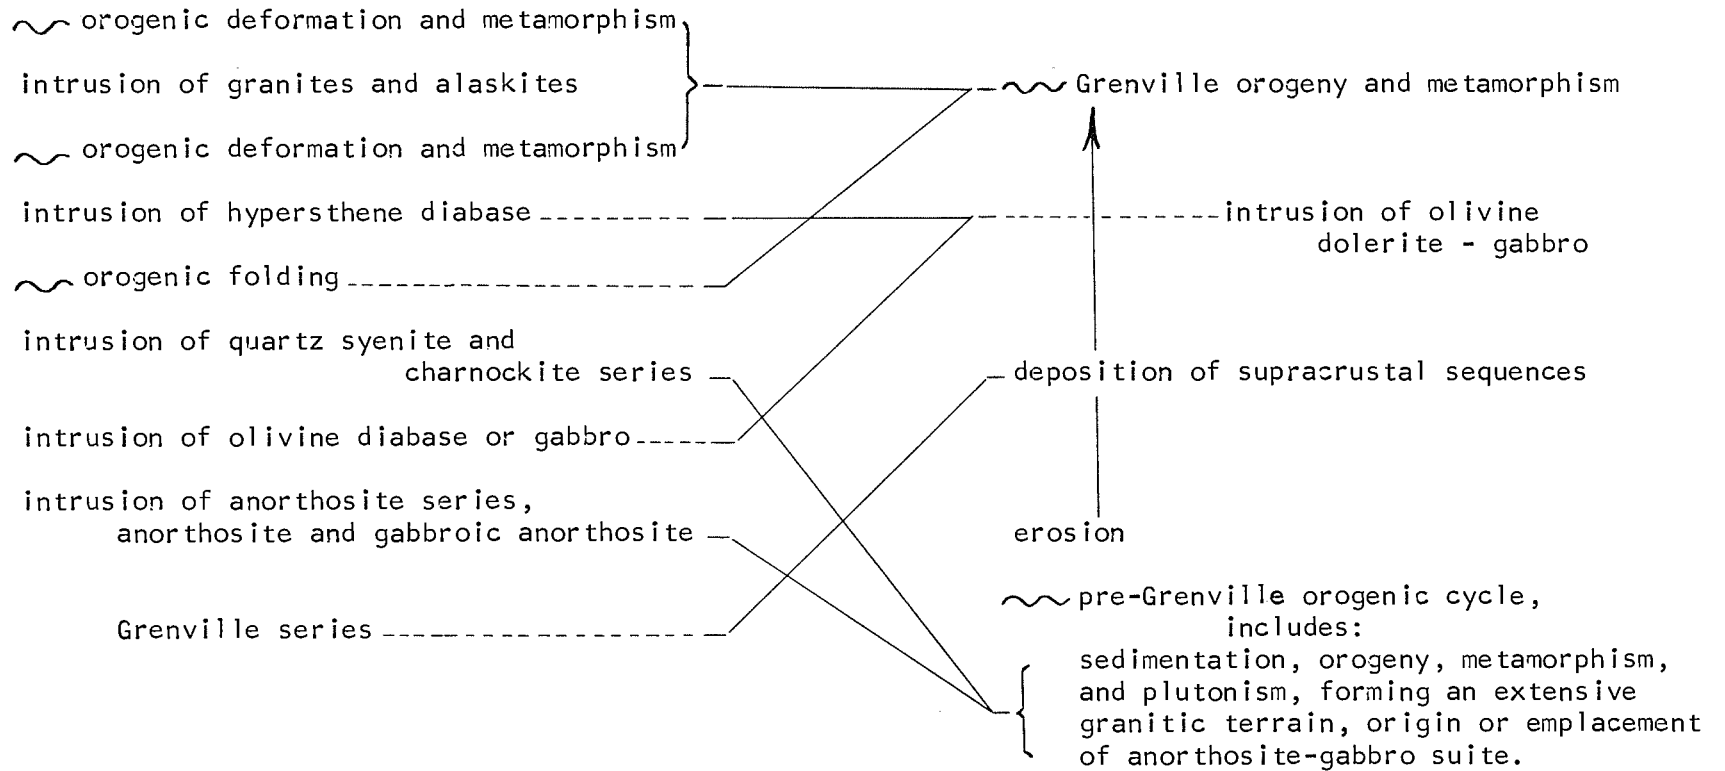 orogenic deformation and metamorphism
intrusion of granites and alaskites
orogenic deformation and metamorphism
intrusion of hypersthene diabase
orogenic folding
intrusion of quartz syenite and
charnockite series
intrusion of olivine diabase or gabbro
intrusion of anorthosite series,
anorthosite and gabbroic anorthosite
Grenville series
Grenville orogeny and metamorphism
intrusion of olivine
dolerite - gabbro
deposition of supracrustal sequences
erosion
pre-Grenville orogenic cycle,
includes:
sedimentation, orogeny, metamorphism,
and plutonism, forming an extensive
granitic terrain, origin or emplacement
of anorthosite-gabbro suite.